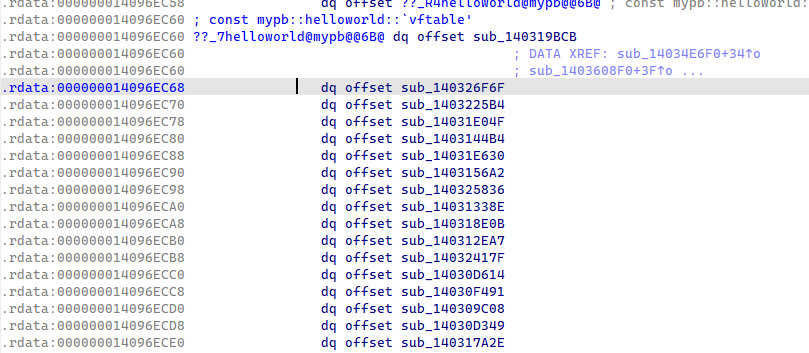 .rdata:000000014096EC58 dq offset ??_R4helloworld@mypb@@6B@ ; const mypb::helloworld::
.rdata:000000014096EC60 ; const mypb::helloworld::`vftable'
.rdata:000000014096EC60 ??_7helloworld@mypb@@6B@ dq offset sub_140319BCB
.rdata:000000014096EC60 ; DATA XREF: sub_14034E6F0+34↑o
.rdata:000000014096EC60 ; sub_1403608F0+3F↑o ...
.rdata:000000014096EC68 dq offset sub_140326F6F
.rdata:000000014096EC70 dq offset sub_1403225B4
.rdata:000000014096EC78 dq offset sub_14031E04F
.rdata:000000014096EC80 dq offset sub_1403144B4
.rdata:000000014096EC88 dq offset sub_14031E630
.rdata:000000014096EC90 dq offset sub_1403156A2
.rdata:000000014096EC98 dq offset sub_140325836
.rdata:000000014096ECA0 dq offset sub_14031338E
.rdata:000000014096ECA8 dq offset sub_140318E0B
.rdata:000000014096ECB0 dq offset sub_140312EA7
.rdata:000000014096ECB8 dq offset sub_14032417F
.rdata:000000014096ECC0 dq offset sub_14030D614
.rdata:000000014096ECC8 dq offset sub_14030F491
.rdata:000000014096ECD0 dq offset sub_140309C08
.rdata:000000014096ECD8 dq offset sub_14030D349
.rdata:000000014096ECE0 dq offset sub_140317A2E